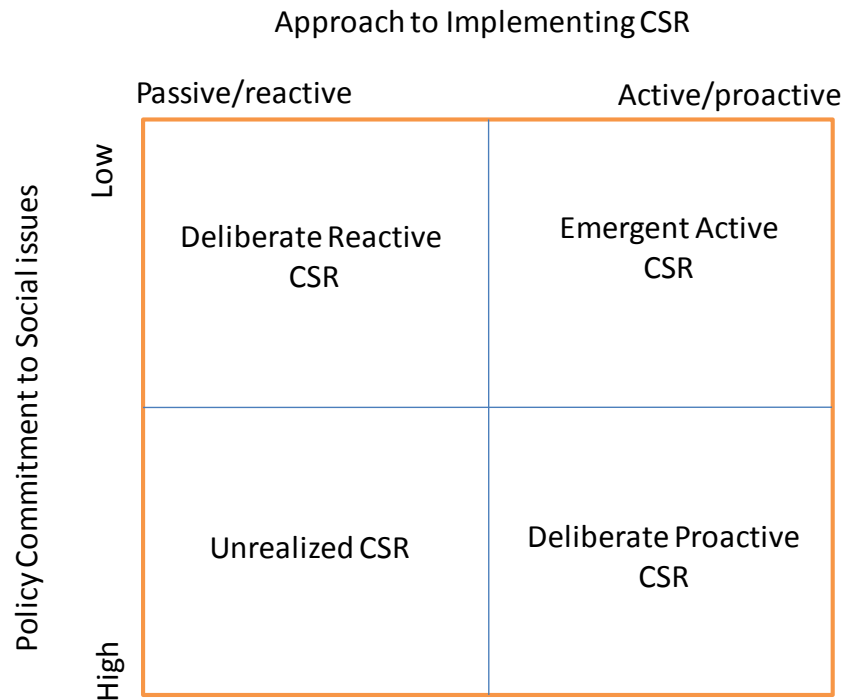 Approach to Implementing CSR
Passive/reactive
Active/proactive
Policy Commitment to Social issues
Low
Deliberate Reactive
CSR
Emergent Active
CSR
High
Unrealized CSR
Deliberate Proactive
CSR